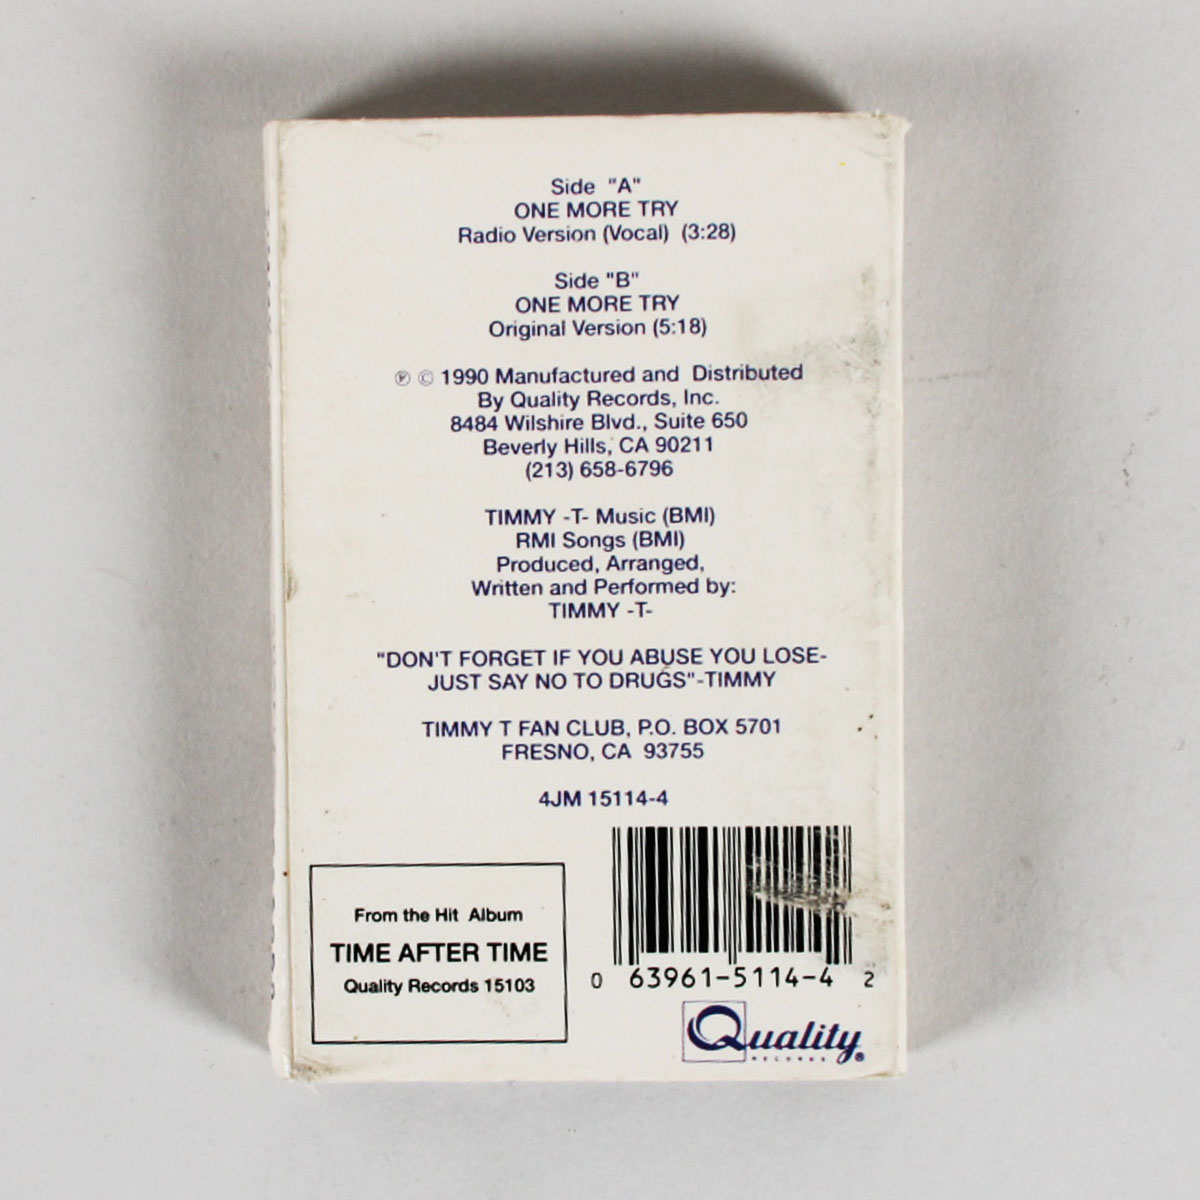 Side "A"
ONE MORE TRY
Radio Version (Vocal) (3:28)
Side "B"
ONE MORE TRY
Original Version (5:18)
℗ © 1990 Manufactured and Distributed
By Quality Records, Inc.
8484 Wilshire Blvd., Suite 650
Beverly Hills, CA 90211
(213) 658-6796
TIMMY -T- Music (BMI)
RMI Songs (BMI)
Produced, Arranged,
Written and Performed by:
TIMMY -T-
"DON'T FORGET IF YOU ABUSE YOU LOSE-
JUST SAY NO TO DRUGS"-TIMMY
TIMMY T FAN CLUB, P.O. BOX 5701
FRESNO, CA 93755
4JM 15114-4
From the Hit Album
TIME AFTER TIME
Quality Records 15103
0 63961-5114-4 2
Quality®
RECORDS